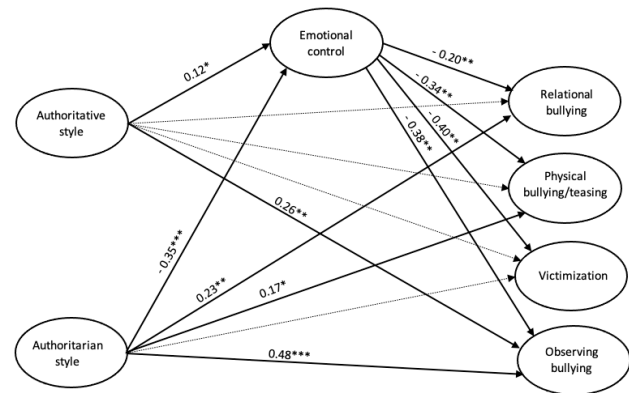 Emotional
control
0.12*
- 0.20**
- 0.34**
- 0.40**
- 0.38**
Authoritative
style
Relational
bullying
Physical
bullying/teasing
0.26**
- 0.35***
0.23**
0.17*
Victimization
Authoritarian
style
0.48***
Observing
bullying